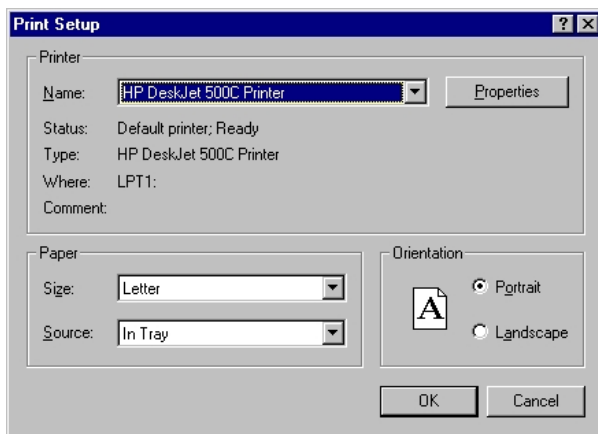 Print Setup
Printer
Name: HP DeskJet 500C Printer Properties
Status: Default printer; Ready
Type: HP DeskJet 500C Printer
Where: LPT1:
Comment:
Paper
Size: Letter
Source: In Tray
Orientation
A
Portrait
Landscape
OK Cancel